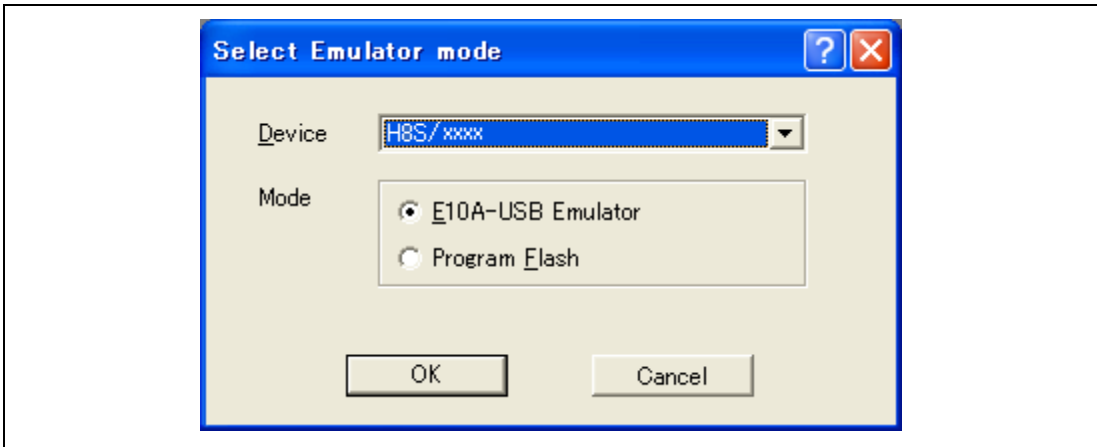 Select Emulator mode
Device H8S/xxxx
Mode
E10A-USB Emulator
Program Flash
OK Cancel